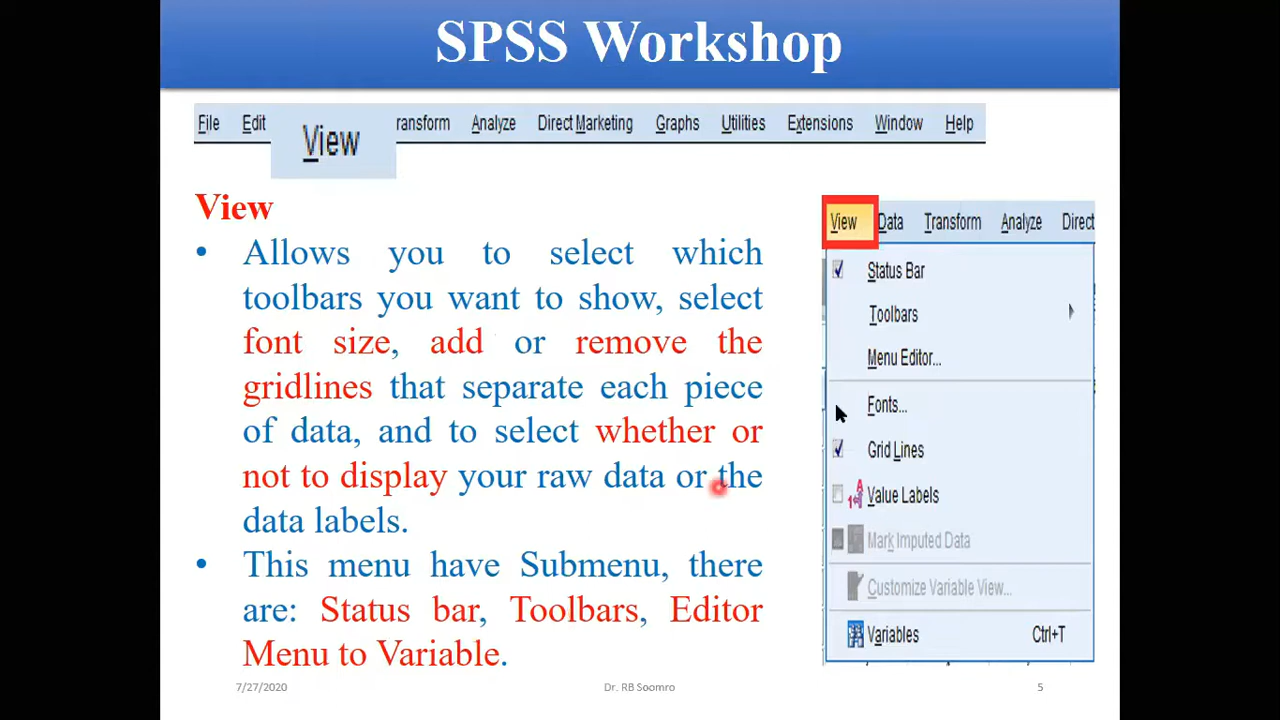 SPSS Workshop
File Edit View ransform Analyze Direct Marketing Graphs Utilities Extensions Window Help
View
• Allows you to select which
toolbars you want to show, select
font size, add or remove the
gridlines that separate each piece
of data, and to select whether or
not to display your raw data or the
data labels.
• This menu have Submenu, there
are: Status bar, Toolbars, Editor
Menu to Variable.
View Data Transform Analyze Direct
Status Bar
Toolbars
Menu Editor...
Fonts...
Grid Lines
Value Labels
Mark Imputed Data
Customize Variable View...
Variables Ctrl+T
7/27/2020 Dr. RB Soomro 5